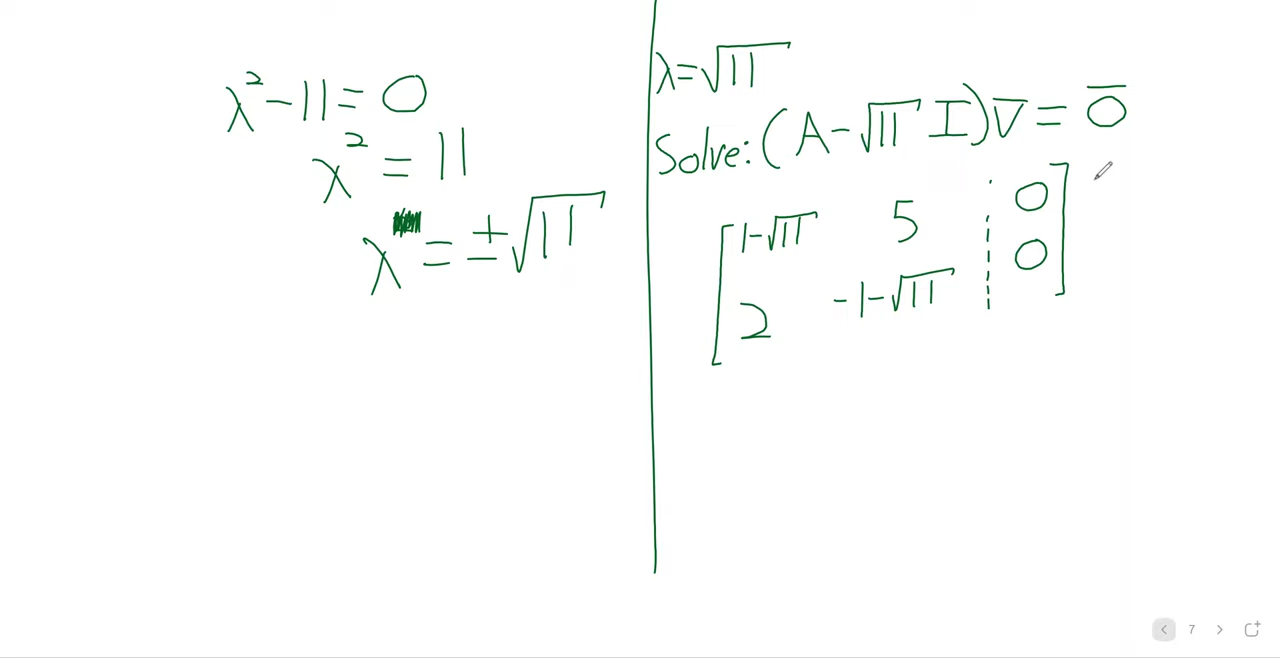 λ² - 11 = 0
λ² = 11
λ = ±√11
λ = √11
Solve: (A - √11 I) v̅ = 0̅
[ 1-√11 5 ¦ 0 ]
[ 2 -1-√11 ¦ 0 ]
7